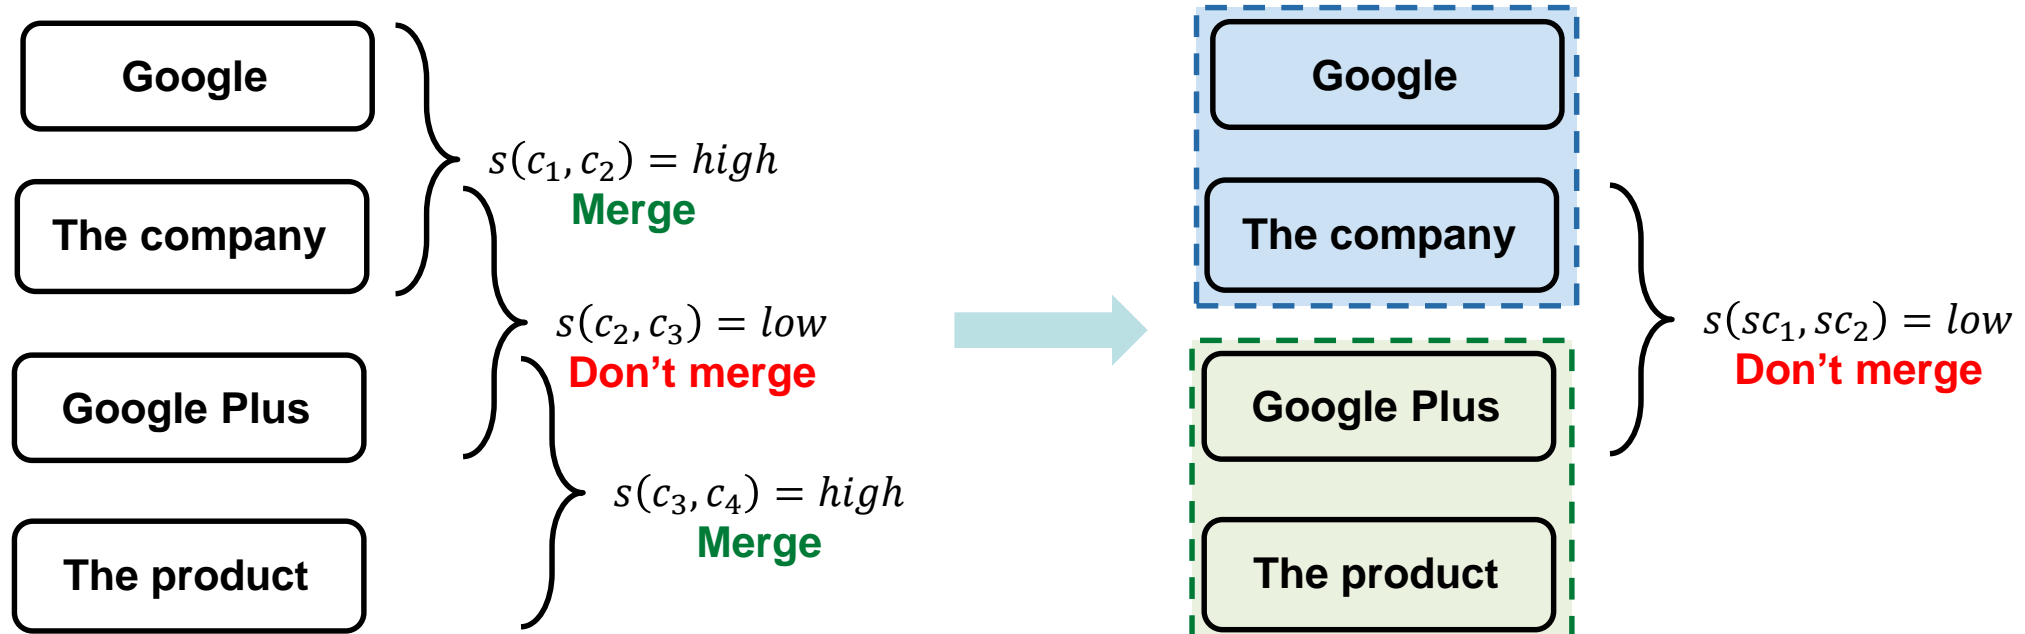 Google
The company
Google Plus
The product
s(c₁, c₂) = high
Merge
s(c₂, c₃) = low
Don’t merge
s(c₃, c₄) = high
Merge
Google
The company
Google Plus
The product
s(sc₁, sc₂) = low
Don’t merge